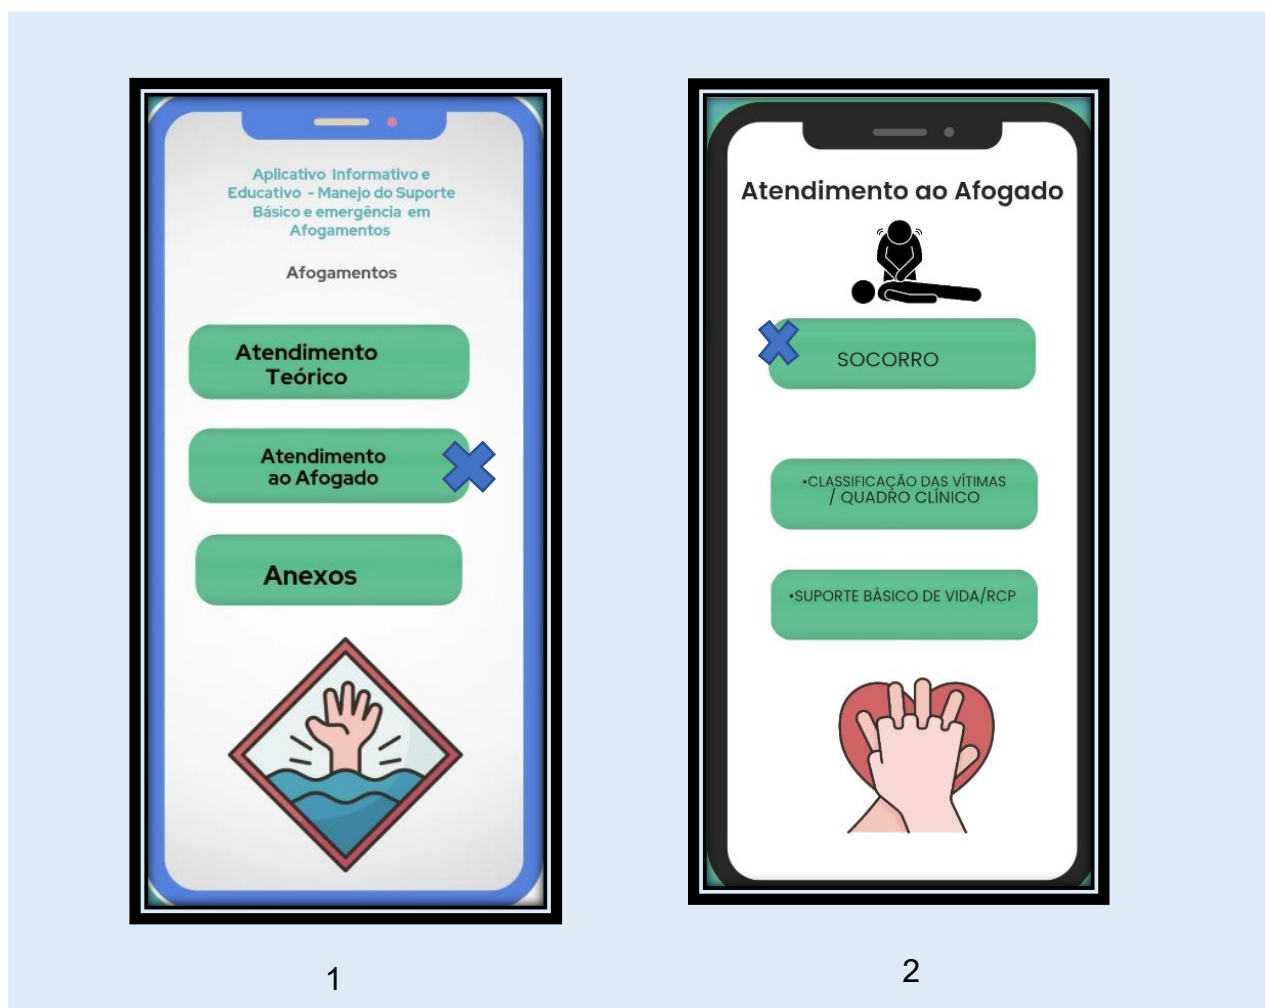 Aplicativo Informativo e
Educativo - Manejo do Suporte
Básico e emergência em
Afogamentos
Afogamentos
Atendimento
Teórico
Atendimento
ao Afogado
Anexos
1
Atendimento ao Afogado
SOCORRO
•CLASSIFICAÇÃO DAS VÍTIMAS
/ QUADRO CLÍNICO
•SUPORTE BÁSICO DE VIDA/RCP
2